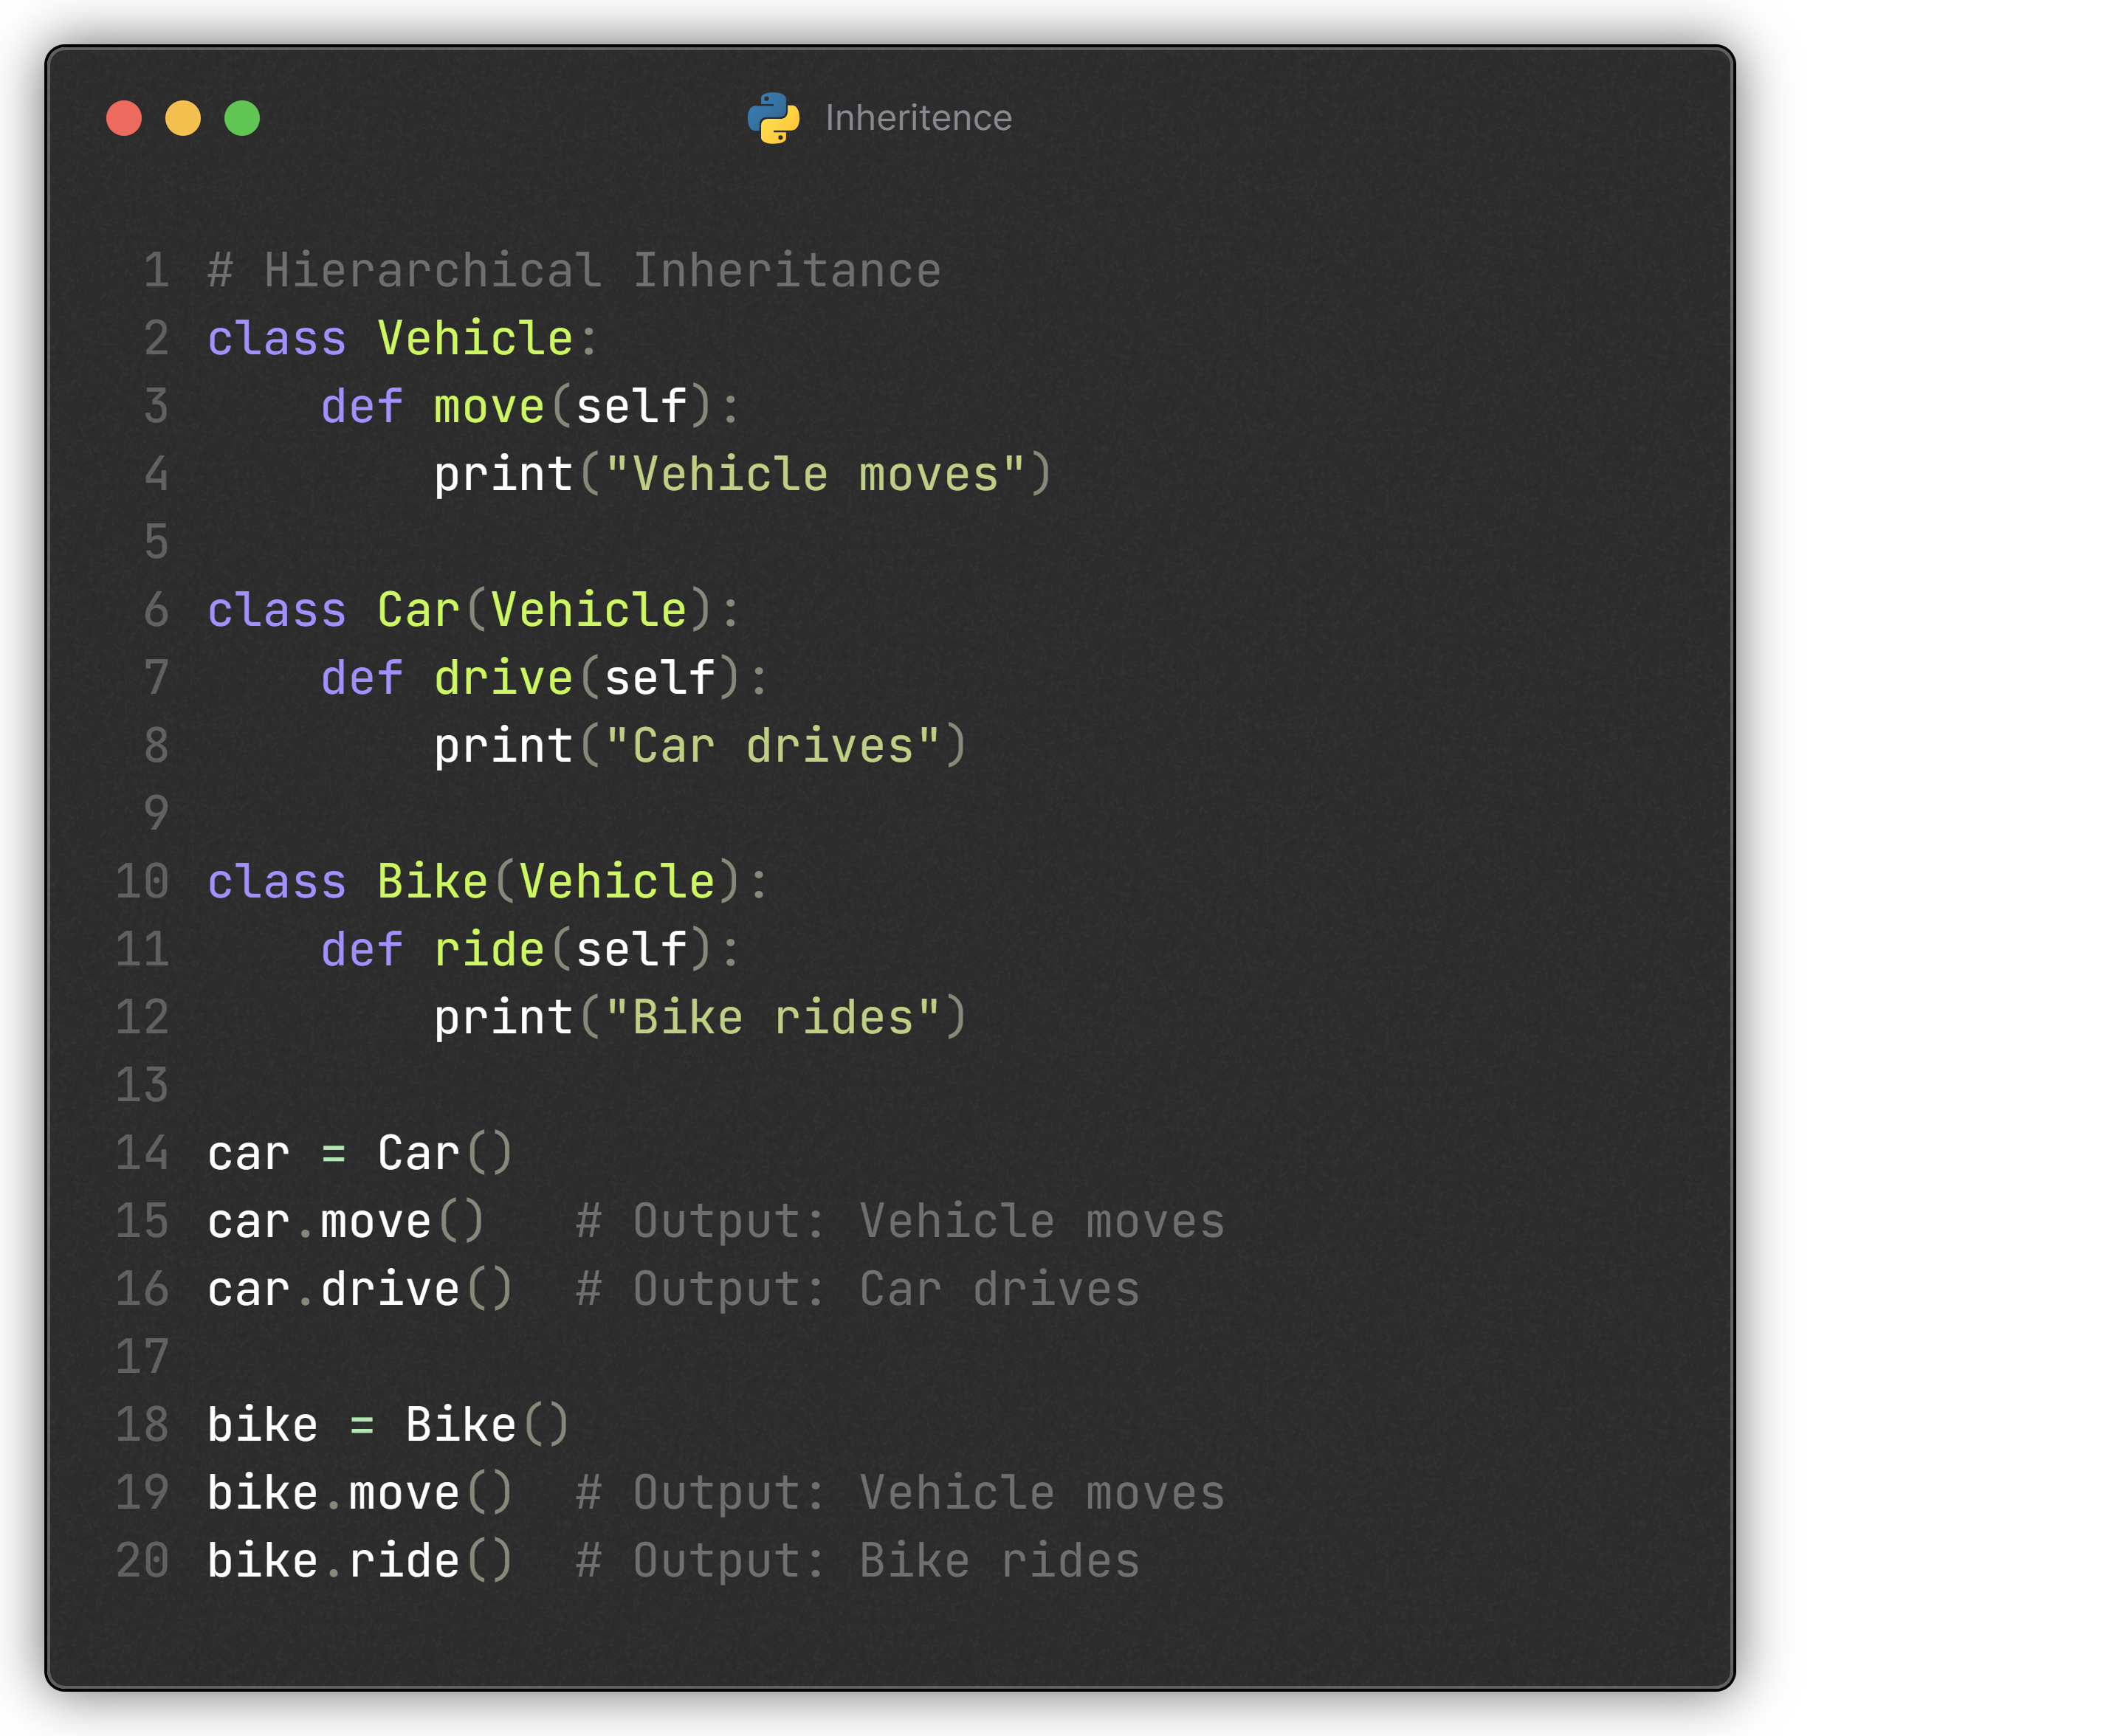 Inheritence
1 # Hierarchical Inheritance
2 class Vehicle:
3     def move(self):
4         print("Vehicle moves")
5
6 class Car(Vehicle):
7     def drive(self):
8         print("Car drives")
9
10 class Bike(Vehicle):
11     def ride(self):
12         print("Bike rides")
13
14 car = Car()
15 car.move()   # Output: Vehicle moves
16 car.drive()  # Output: Car drives
17
18 bike = Bike()
19 bike.move()  # Output: Vehicle moves
20 bike.ride()  # Output: Bike rides